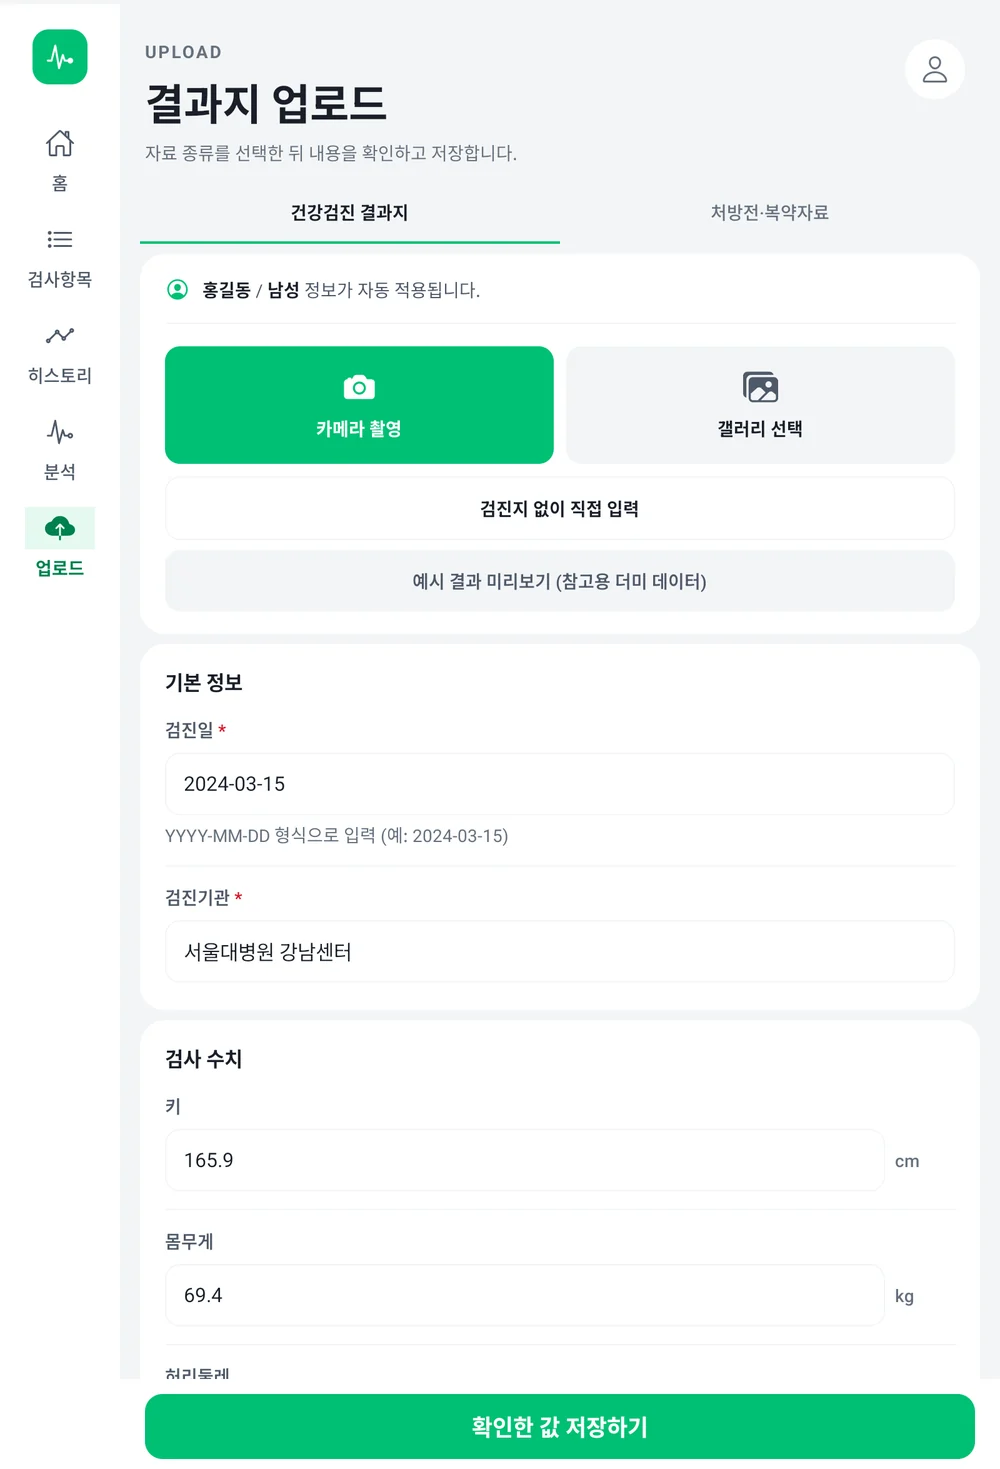 UPLOAD
결과지 업로드
자료 종류를 선택한 뒤 내용을 확인하고 저장합니다.
홈
검사항목
히스토리
분석
업로드
건강검진 결과지
처방전·복약자료
홍길동 / 남성 정보가 자동 적용됩니다.
카메라 촬영
갤러리 선택
검진지 없이 직접 입력
예시 결과 미리보기 (참고용 더미 데이터)
기본 정보
검진일 *
2024-03-15
YYYY-MM-DD 형식으로 입력 (예: 2024-03-15)
검진기관 *
서울대병원 강남센터
검사 수치
키
165.9
cm
몸무게
69.4
kg
허리둘레
확인한 값 저장하기